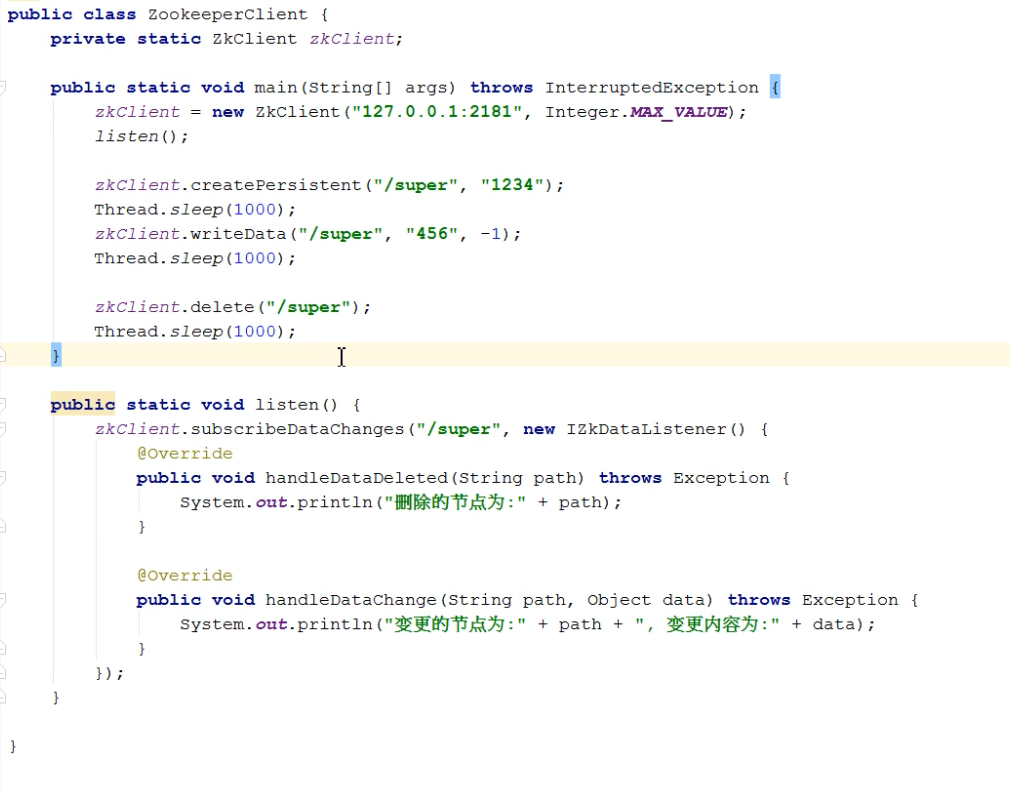 public class ZookeeperClient {
    private static ZkClient zkClient;

    public static void main(String[] args) throws InterruptedException {
        zkClient = new ZkClient("127.0.0.1:2181", Integer.MAX_VALUE);
        listen();

        zkClient.createPersistent("/super", "1234");
        Thread.sleep(1000);
        zkClient.writeData("/super", "456", -1);
        Thread.sleep(1000);

        zkClient.delete("/super");
        Thread.sleep(1000);
    }

    public static void listen() {
        zkClient.subscribeDataChanges("/super", new IZkDataListener() {
            @Override
            public void handleDataDeleted(String path) throws Exception {
                System.out.println("删除的节点为:" + path);
            }

            @Override
            public void handleDataChange(String path, Object data) throws Exception {
                System.out.println("变更的节点为:" + path + ", 变更内容为:" + data);
            }
        });
    }

}